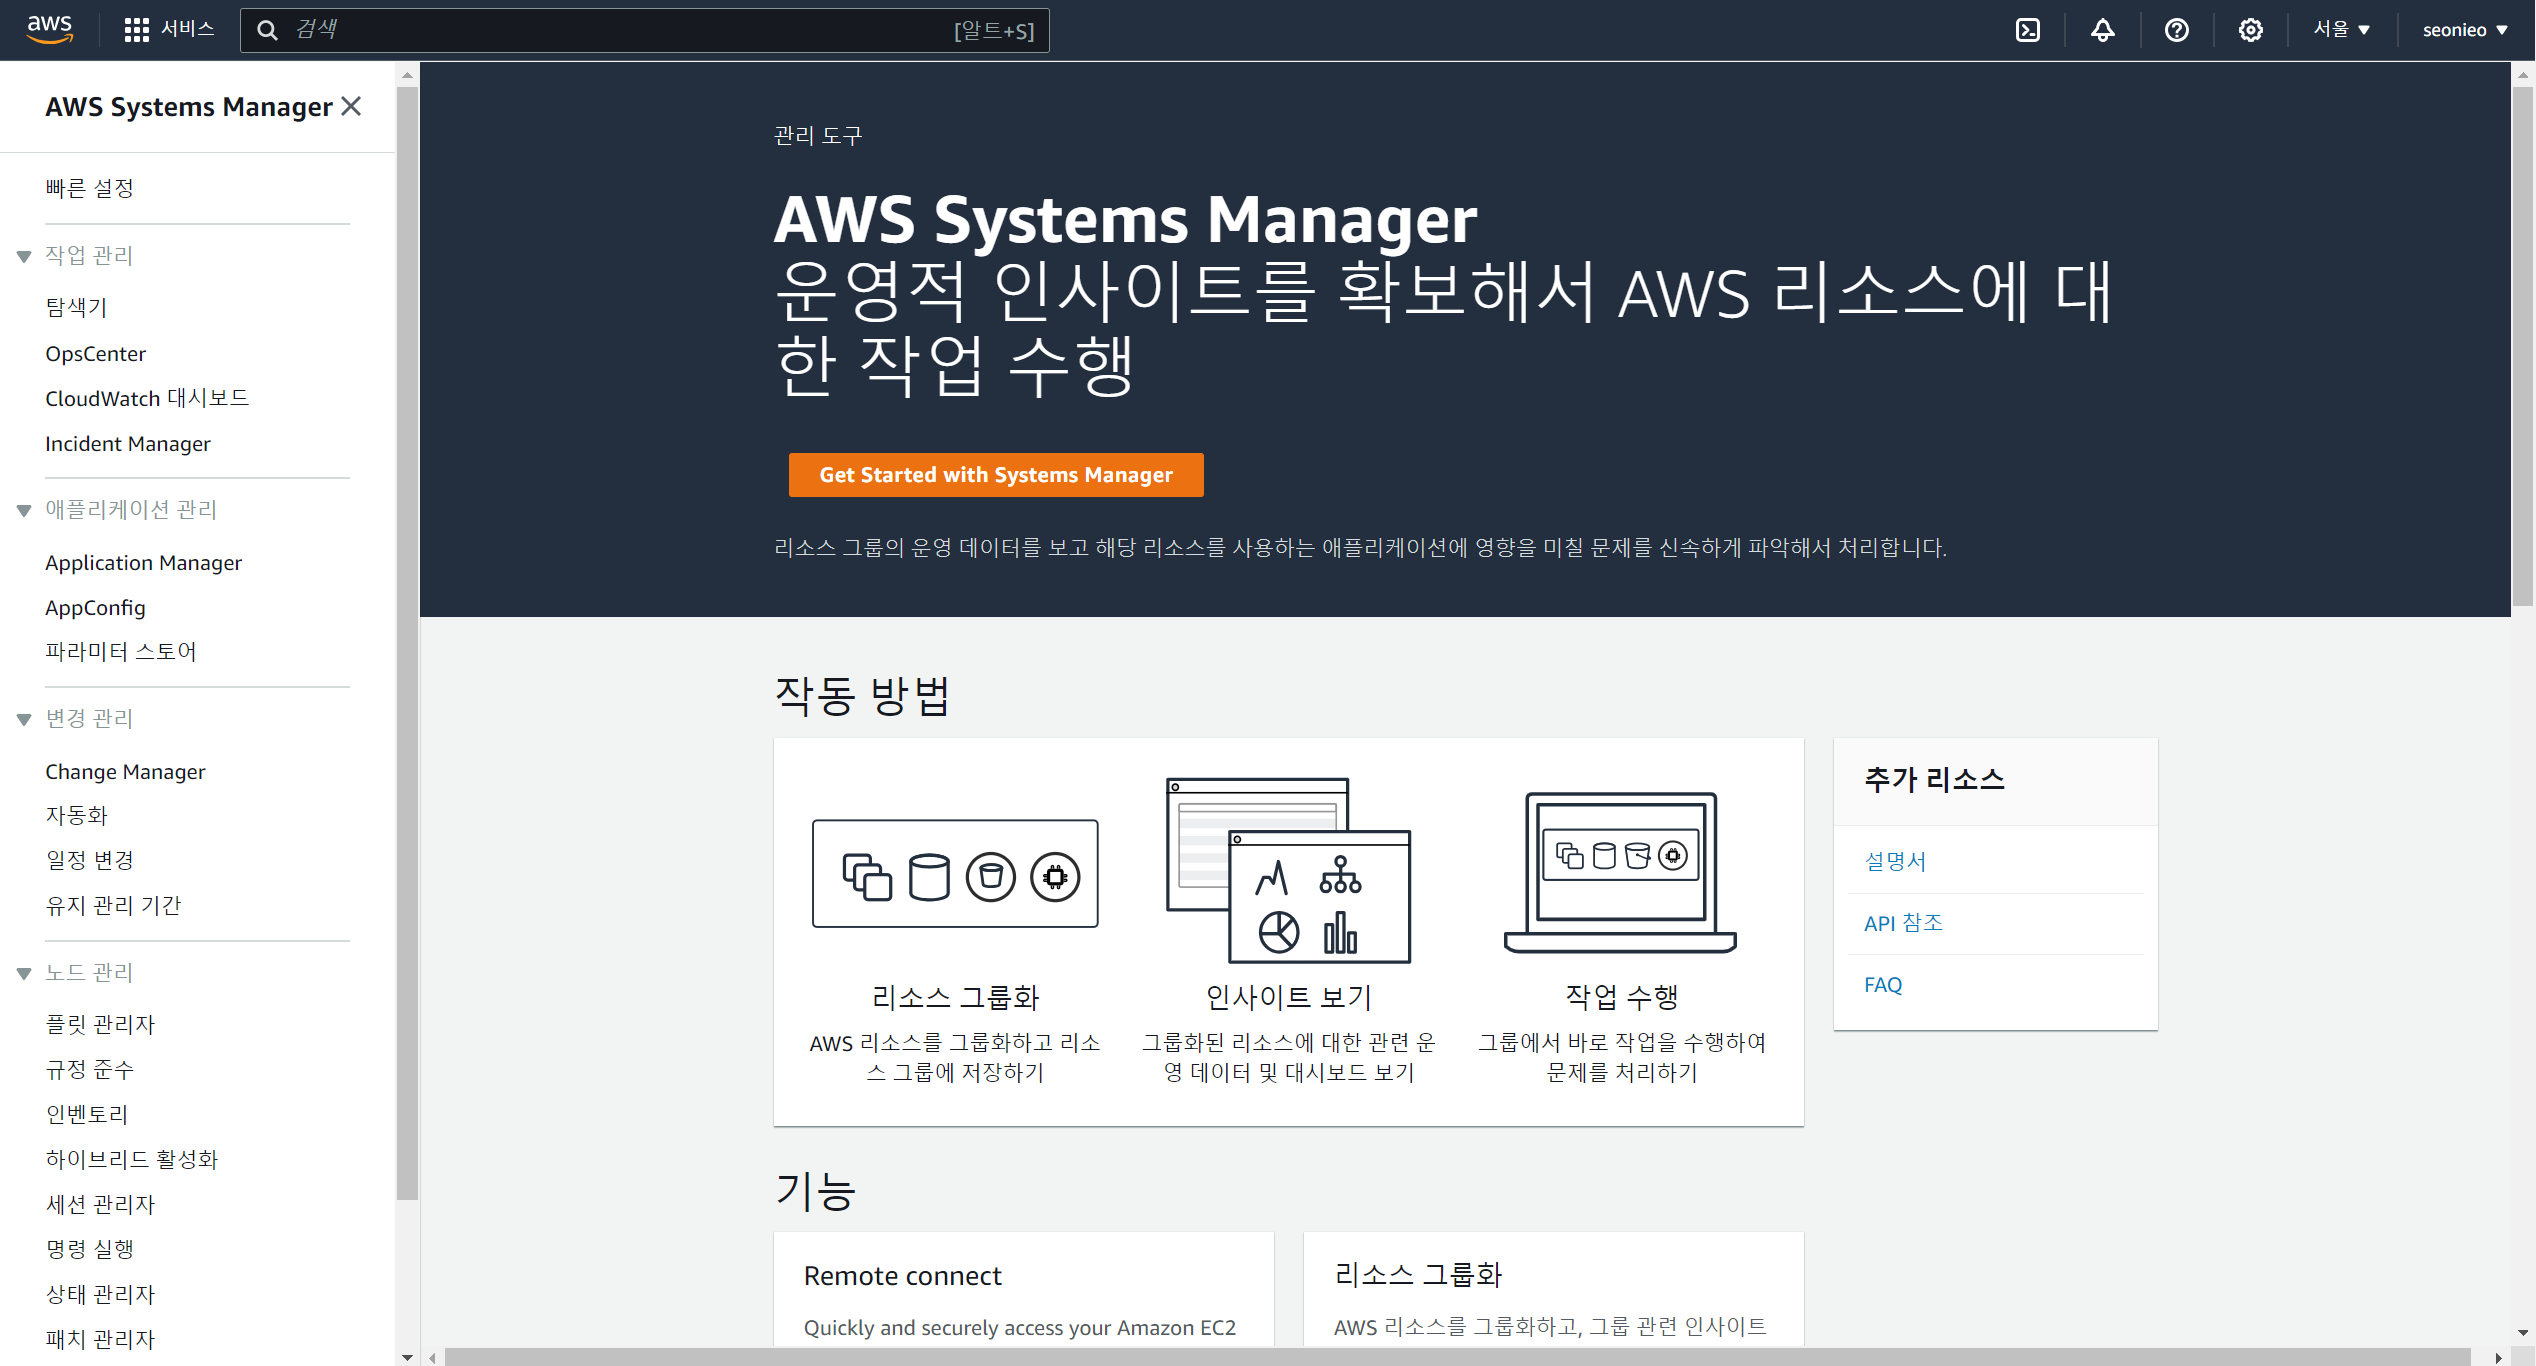 aws
서비스
검색
[알트+S]
서울
seonieo
AWS Systems Manager
빠른 설정
작업 관리
탐색기
OpsCenter
CloudWatch 대시보드
Incident Manager
애플리케이션 관리
Application Manager
AppConfig
파라미터 스토어
변경 관리
Change Manager
자동화
일정 변경
유지 관리 기간
노드 관리
플릿 관리자
규정 준수
인벤토리
하이브리드 활성화
세션 관리자
명령 실행
상태 관리자
패치 관리자
관리 도구
AWS Systems Manager
운영적 인사이트를 확보해서 AWS 리소스에 대
한 작업 수행
Get Started with Systems Manager
리소스 그룹의 운영 데이터를 보고 해당 리소스를 사용하는 애플리케이션에 영향을 미칠 문제를 신속하게 파악해서 처리합니다.
작동 방법
리소스 그룹화
AWS 리소스를 그룹화하고 리소
스 그룹에 저장하기
인사이트 보기
그룹화된 리소스에 대한 관련 운
영 데이터 및 대시보드 보기
작업 수행
그룹에서 바로 작업을 수행하여
문제를 처리하기
추가 리소스
설명서
API 참조
FAQ
기능
Remote connect
Quickly and securely access your Amazon EC2
리소스 그룹화
AWS 리소스를 그룹화하고, 그룹 관련 인사이트